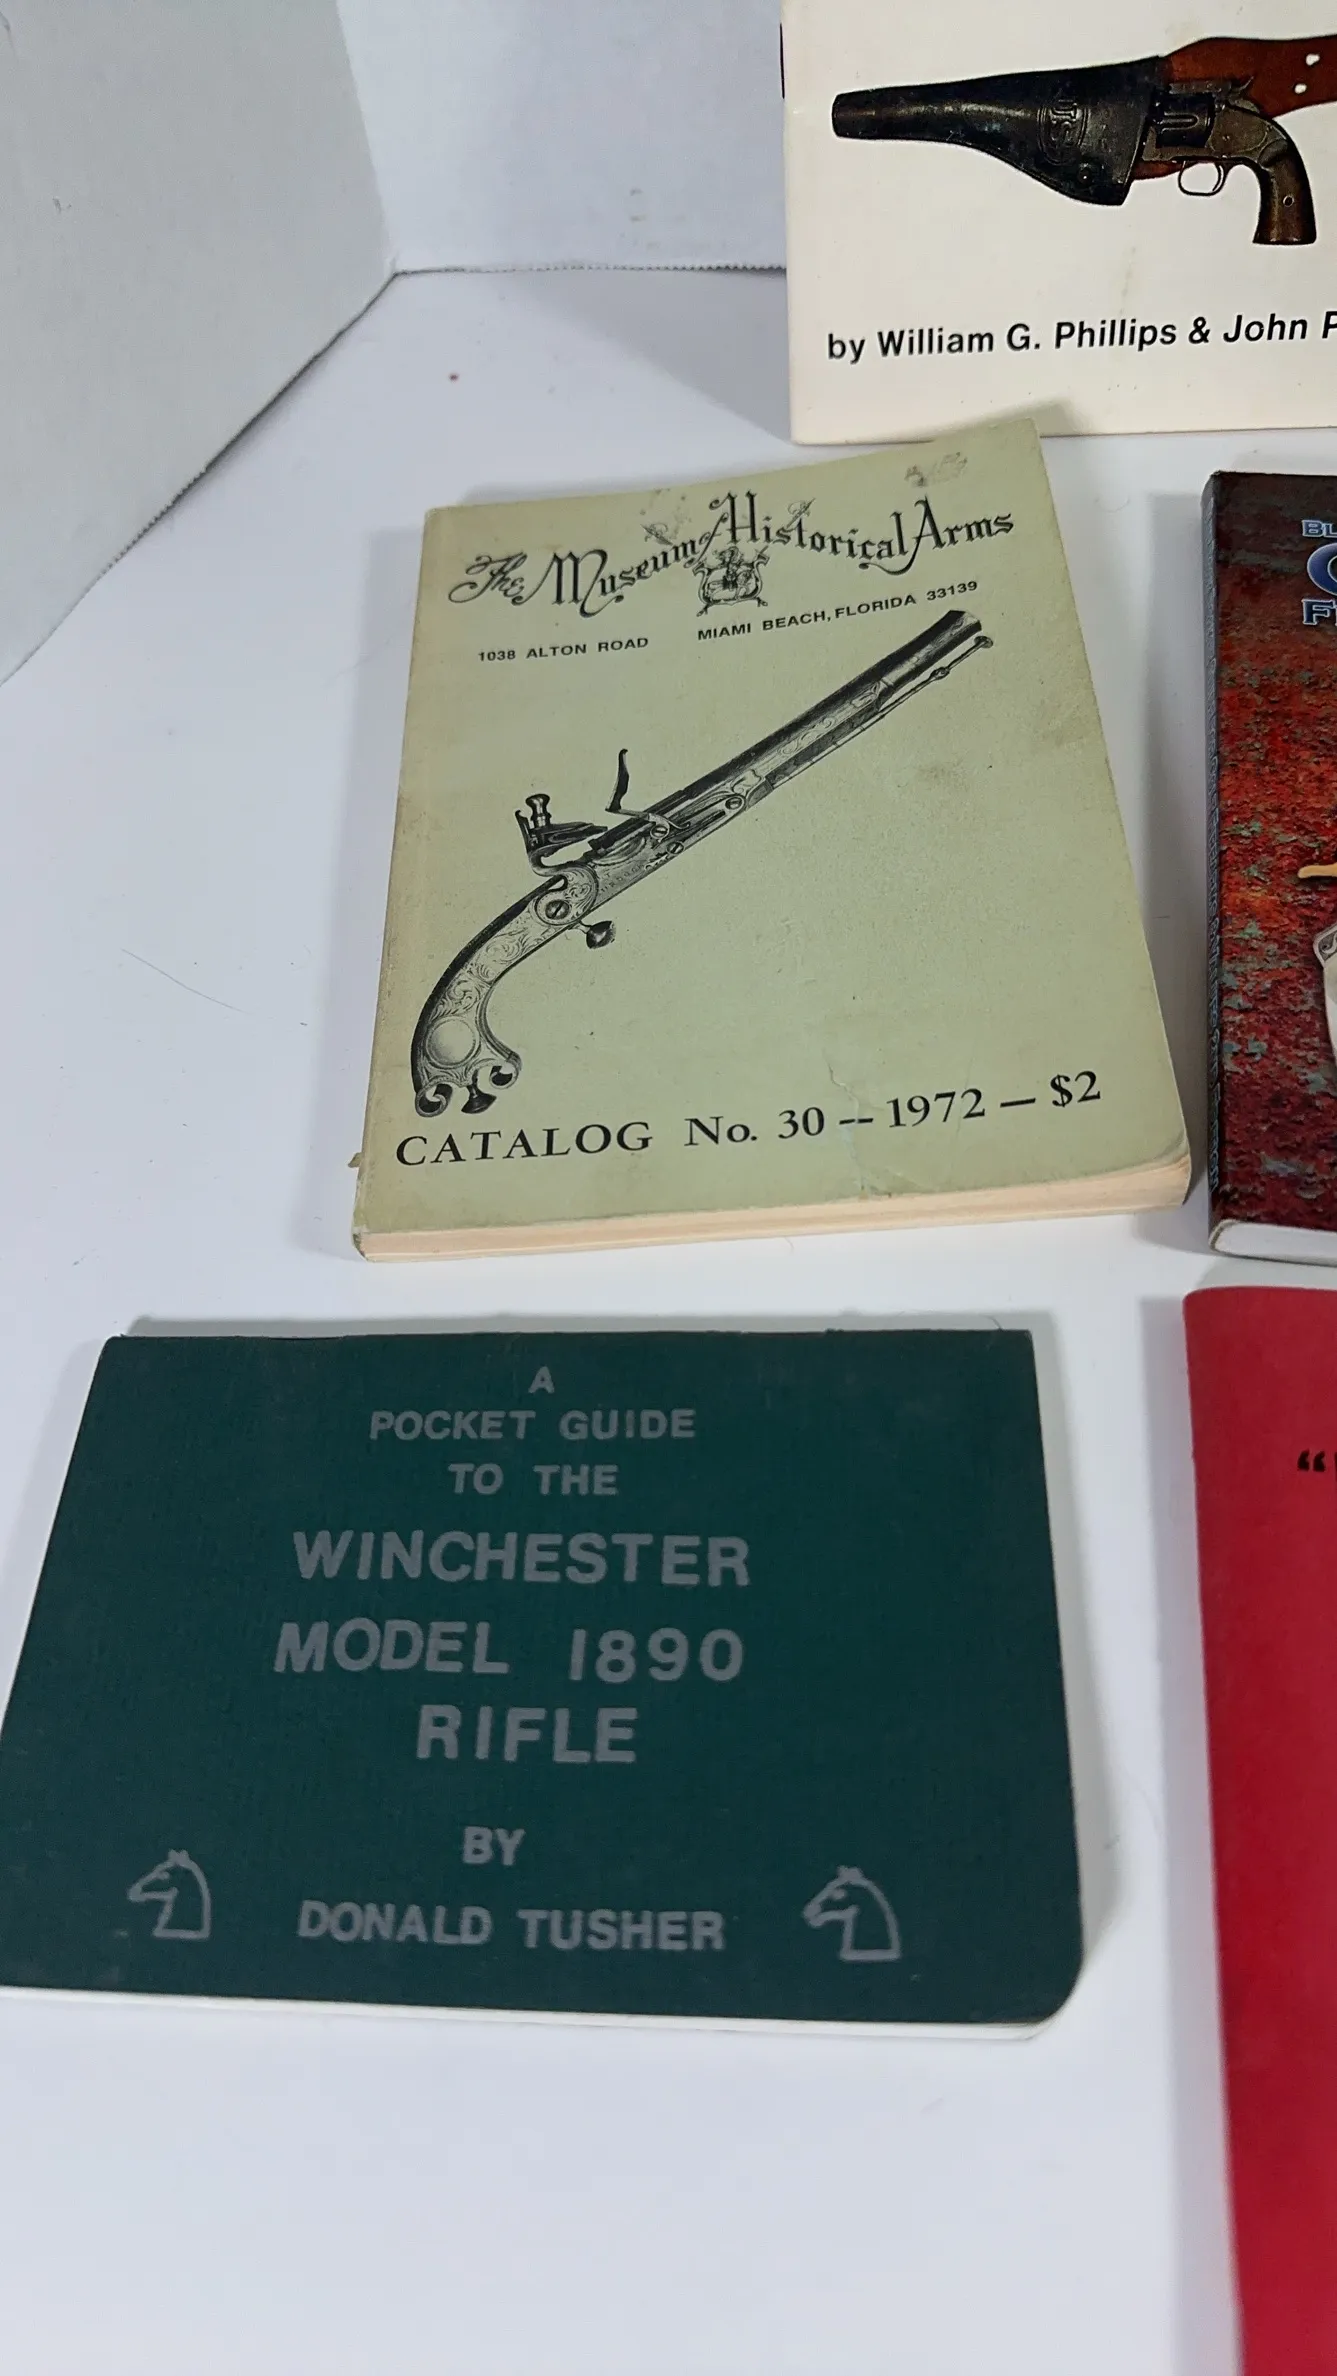 by William G. Phillips & John
The Museum of Historical Arms
1038 ALTON ROAD MIAMI BEACH, FLORIDA 33139
CATALOG No. 30 -- 1972 — $2
A
POCKET GUIDE
TO THE
WINCHESTER
MODEL 1890
RIFLE
BY
DONALD TUSHER